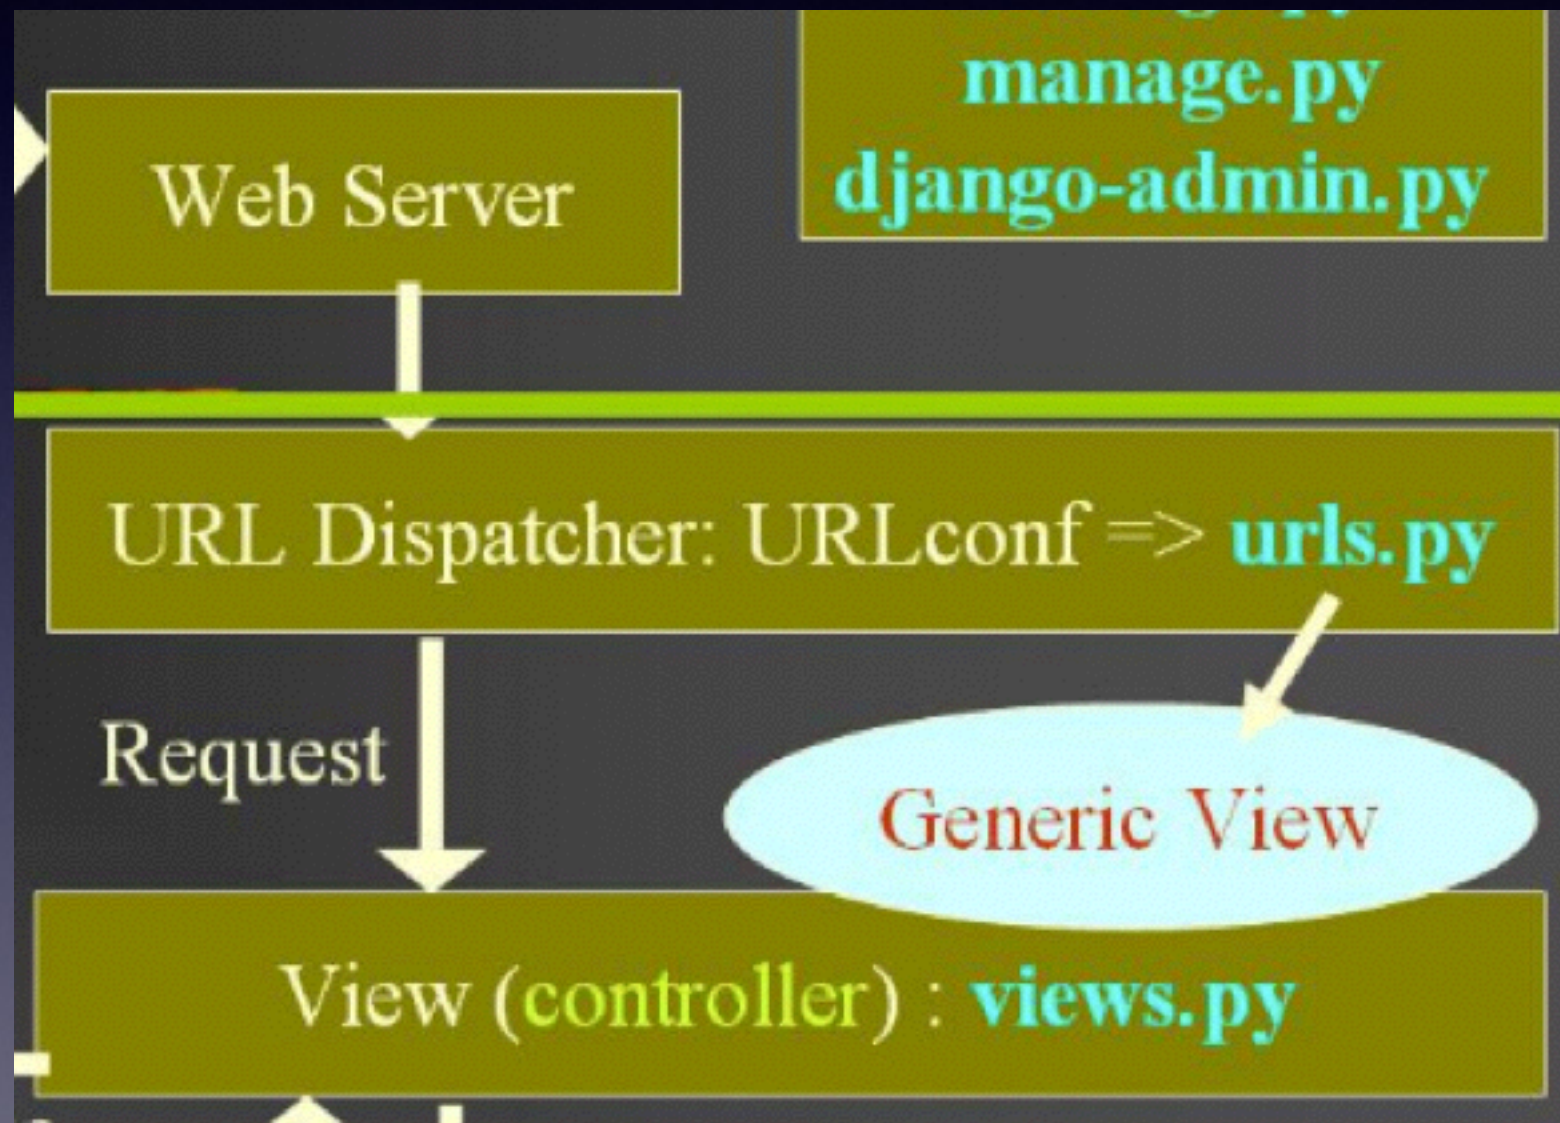 manage.py
django-admin.py
Web Server
URL Dispatcher: URLconf => urls.py
Request
Generic View
View (controller) : views.py